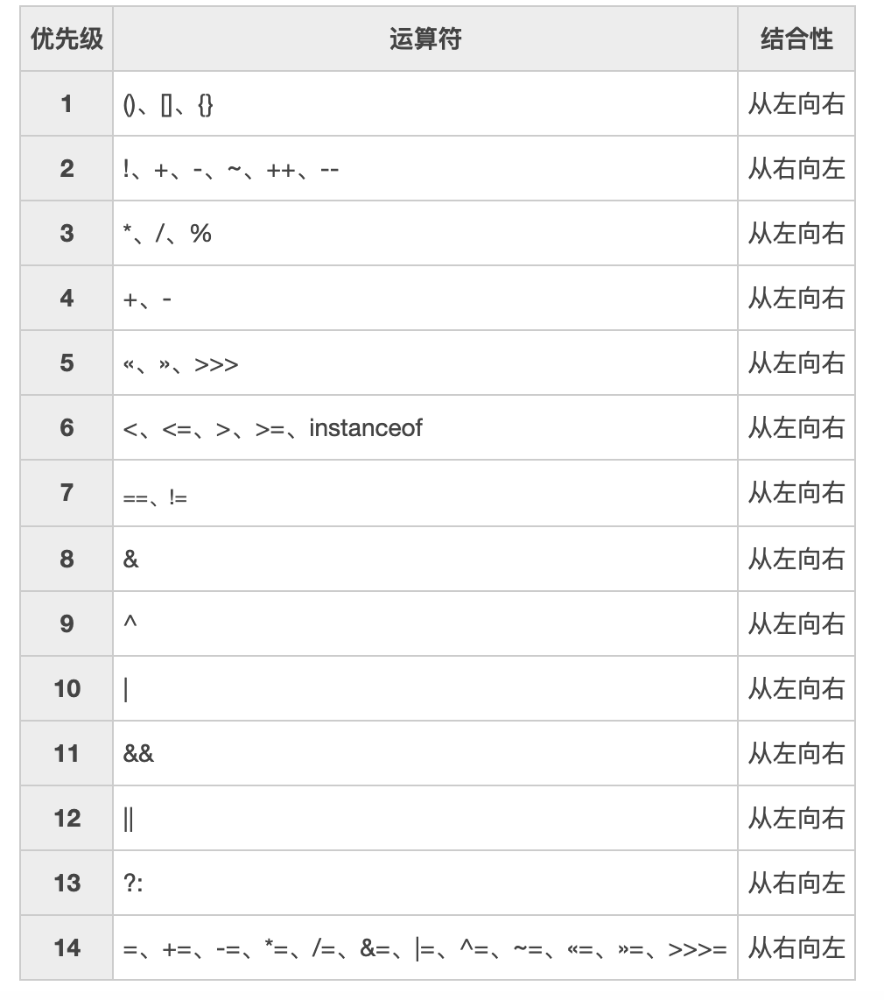 优先级 运算符 结合性
1 ()、[]、{} 从左向右
2 !、+、-、~、++、-- 从右向左
3 *、/、% 从左向右
4 +、- 从左向右
5 «、»、>>> 从左向右
6 <、<=、>、>=、instanceof 从左向右
7 ==、!= 从左向右
8 & 从左向右
9 ^ 从左向右
10 | 从左向右
11 && 从左向右
12 || 从左向右
13 ?: 从右向左
14 =、+=、-=、*=、/=、&=、|=、^=、~=、«=、»=、>>>= 从右向左